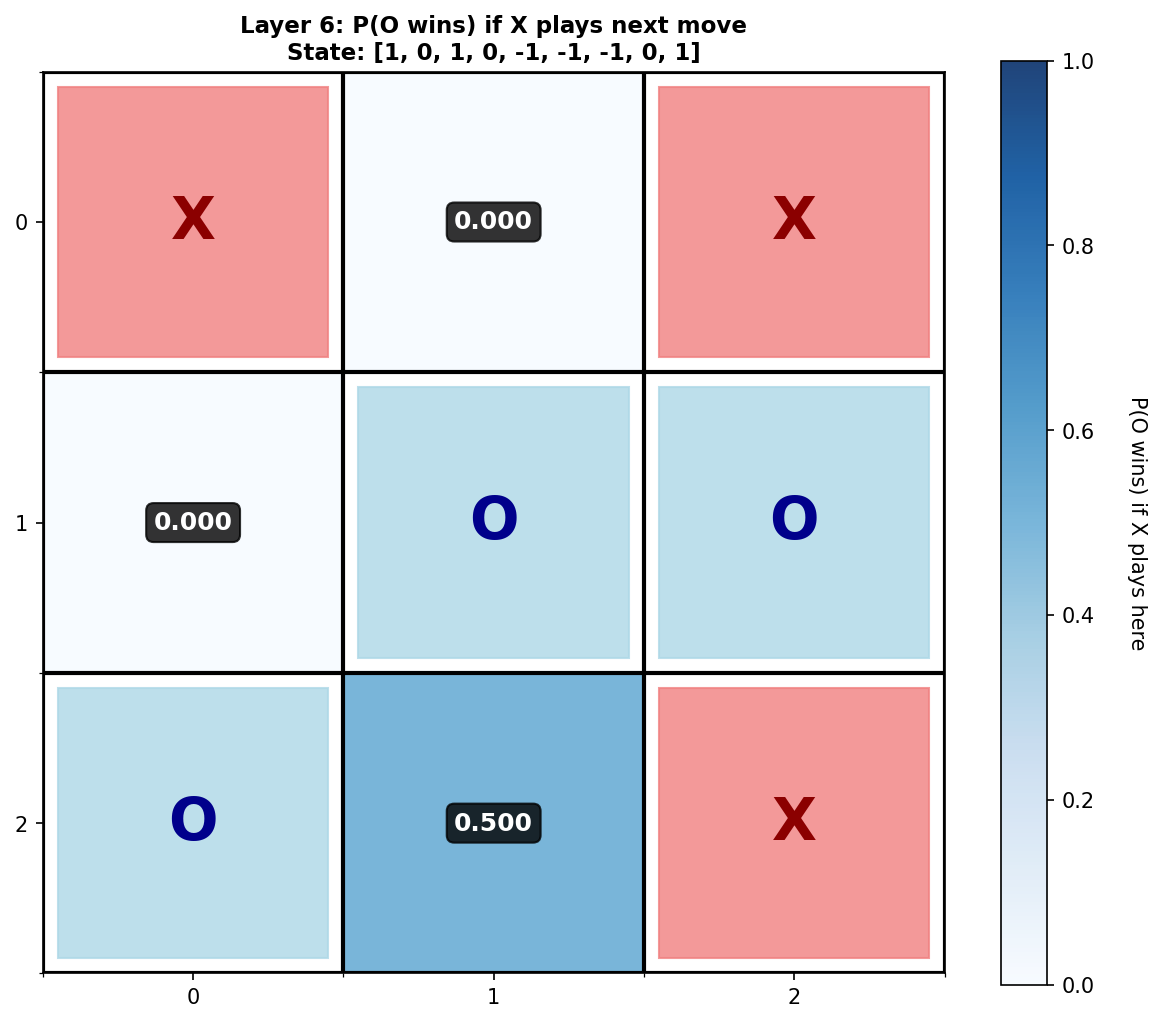 Layer 6: P(O wins) if X plays next move
State: [1, 0, 1, 0, -1, -1, -1, 0, 1]
X 0.000 X
0
0.000 O O
1
O 0.500 X
2
0 1 2
1.0
0.8
0.6
0.4
0.2
0.0
P(O wins) if X plays here